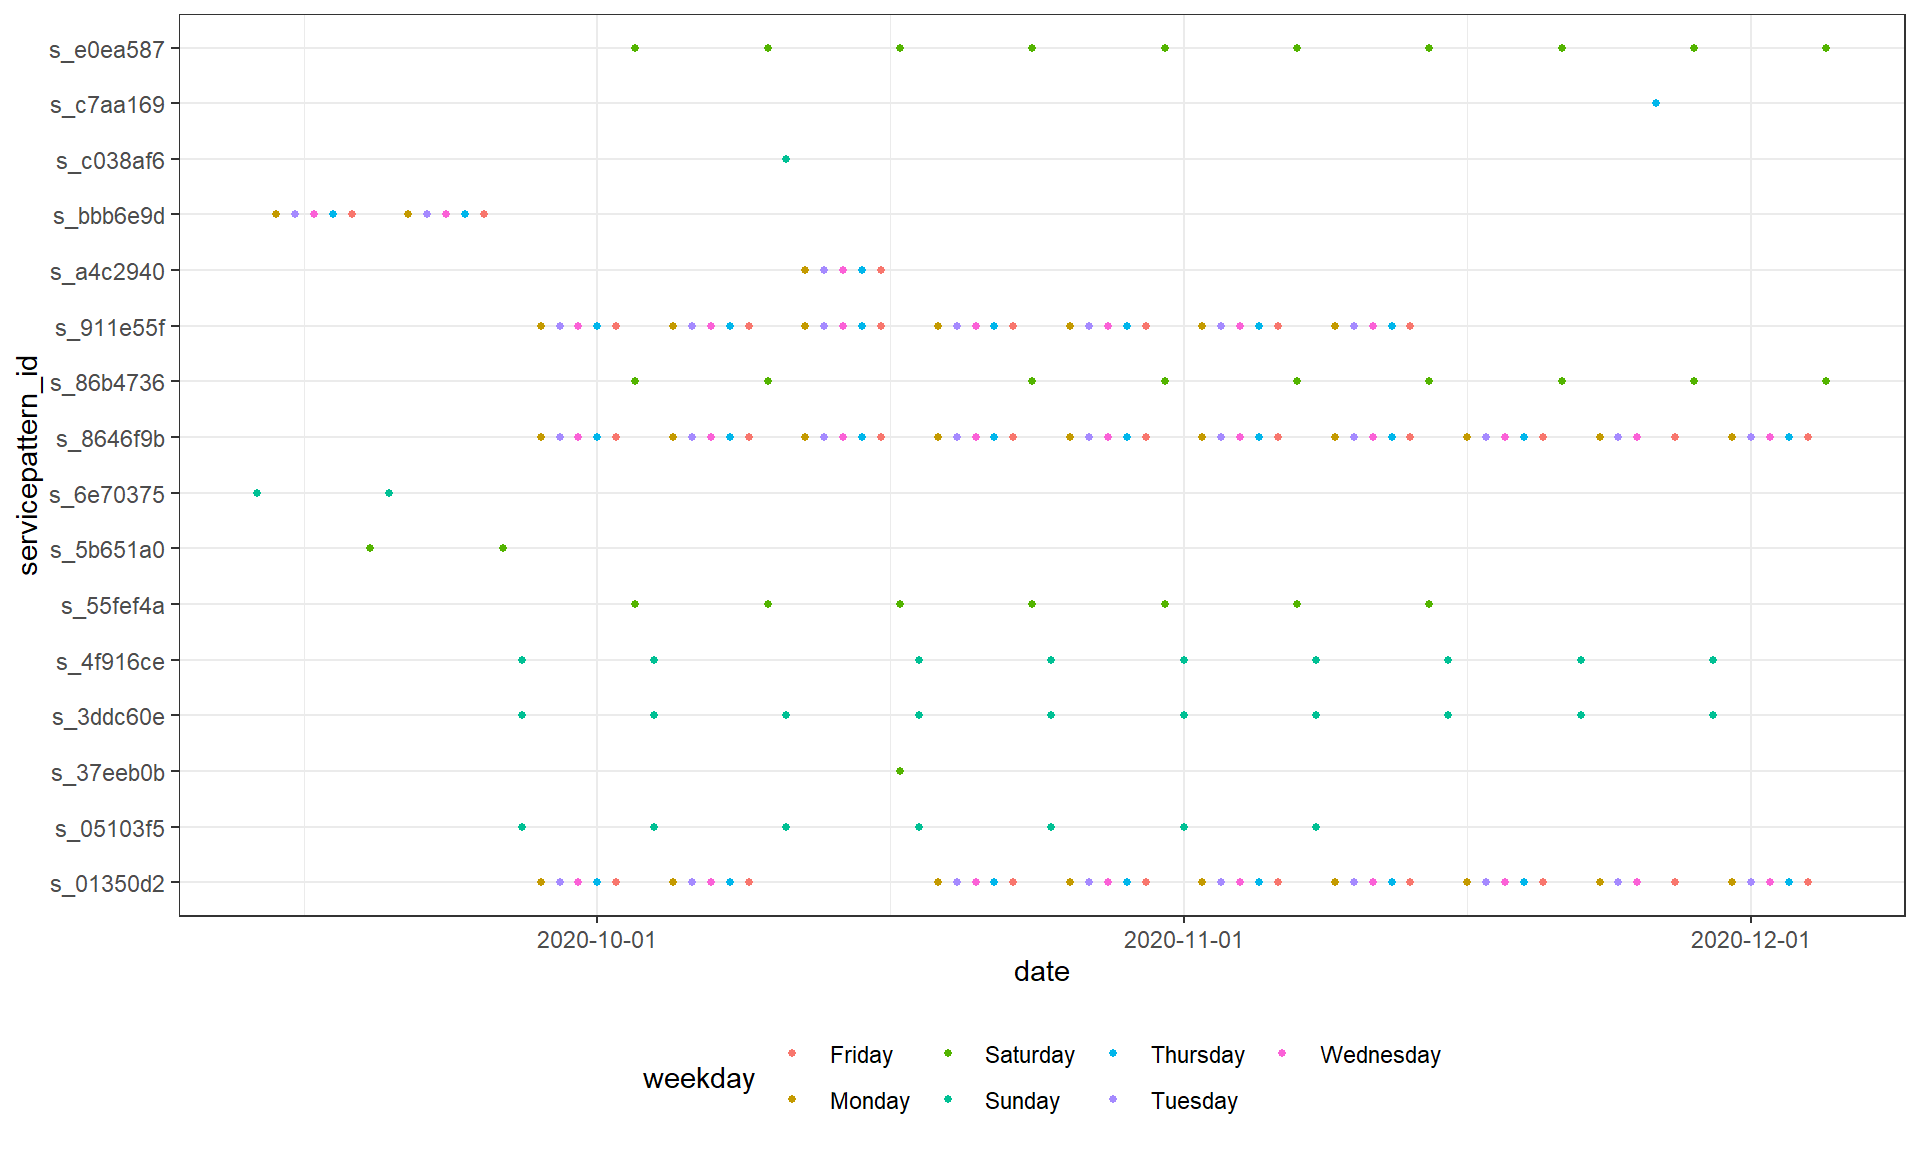 s_e0ea587
s_c7aa169
s_c038af6
s_bbb6e9d
s_a4c2940
s_911e55f
s_86b4736
s_8646f9b
s_6e70375
s_5b651a0
s_55fef4a
s_4f916ce
s_3ddc60e
s_37eeb0b
s_05103f5
s_01350d2
servicepattern_id
2020-10-01 2020-11-01 2020-12-01
date
weekday
Friday Saturday Thursday Wednesday
Monday Sunday Tuesday